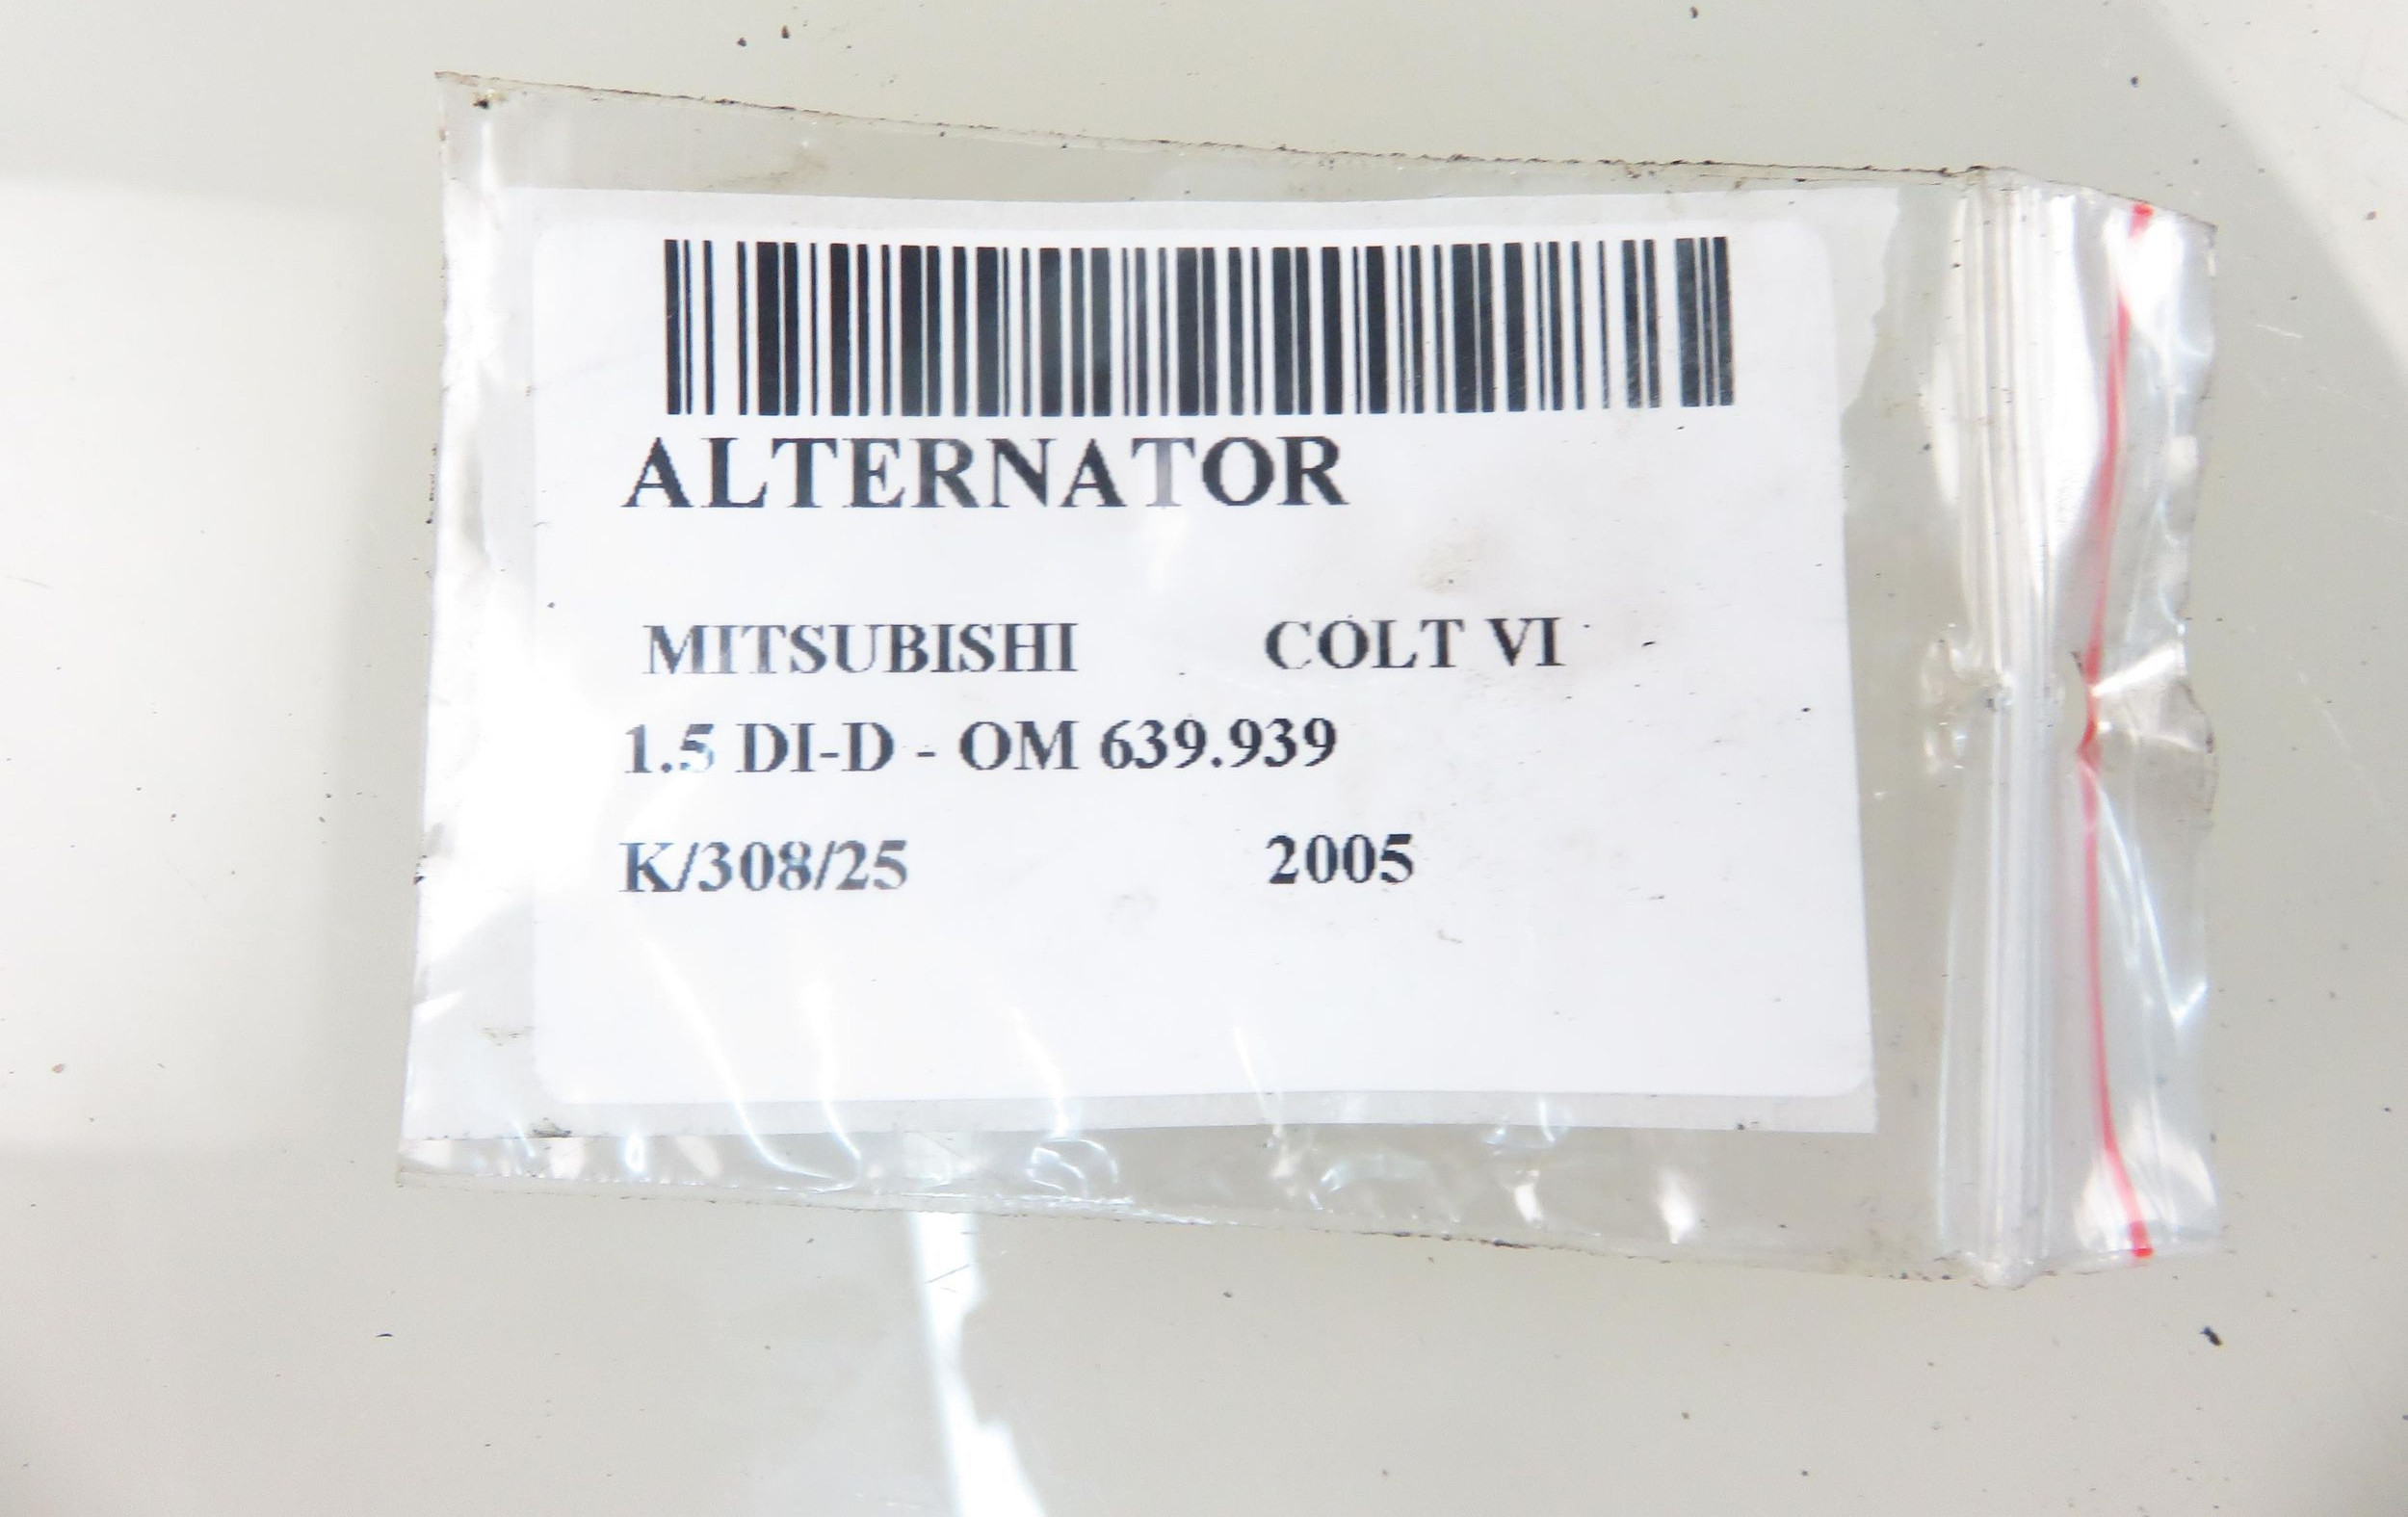 ALTERNATOR
MITSUBISHI COLT VI
1.5 DI-D - OM 639.939
K/308/25 2005